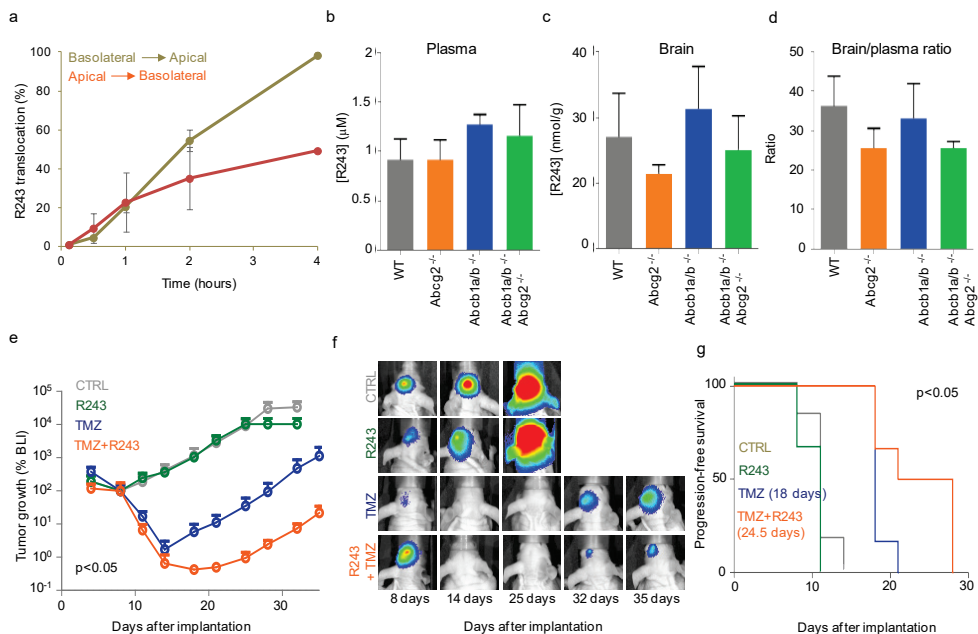 a
Basolateral → Apical
Apical → Basolateral
R243 translocation (%)
100
80
60
40
20
0
0
1
2
3
4
Time (hours)
b
Plasma
[R243] (μM)
2
1.5
1
0.5
0
WT
Abcg2 -/-
Abcb1a/b -/-
Abcb1a/b -/-
Abcg2 -/-
c
Brain
[R243] (nmol/g)
40
30
20
0
WT
Abcg2 -/-
Abcb1a/b -/-
Abcb1a/b -/-
Abcg2 -/-
d
Brain/plasma ratio
Ratio
50
40
30
20
10
0
WT
Abcg2 -/-
Abcb1a/b -/-
Abcb1a/b -/-
Abcg2 -/-
e
CTRL
R243
TMZ
TMZ+R243
Tumor growth (% BLI)
10^5
10^4
10^3
10^2
10^1
10^0
10^-1
p<0.05
0
10
20
30
Days after implantation
f
CTRL
R243
TMZ
R243
+ TMZ
8 days
14 days
25 days
32 days
35 days
Days after implantation
g
p<0.05
Progression-free survival
100
0
CTRL
R243
TMZ (18 days)
TMZ+R243
(24.5 days)
0
10
20
30
Days after implantation